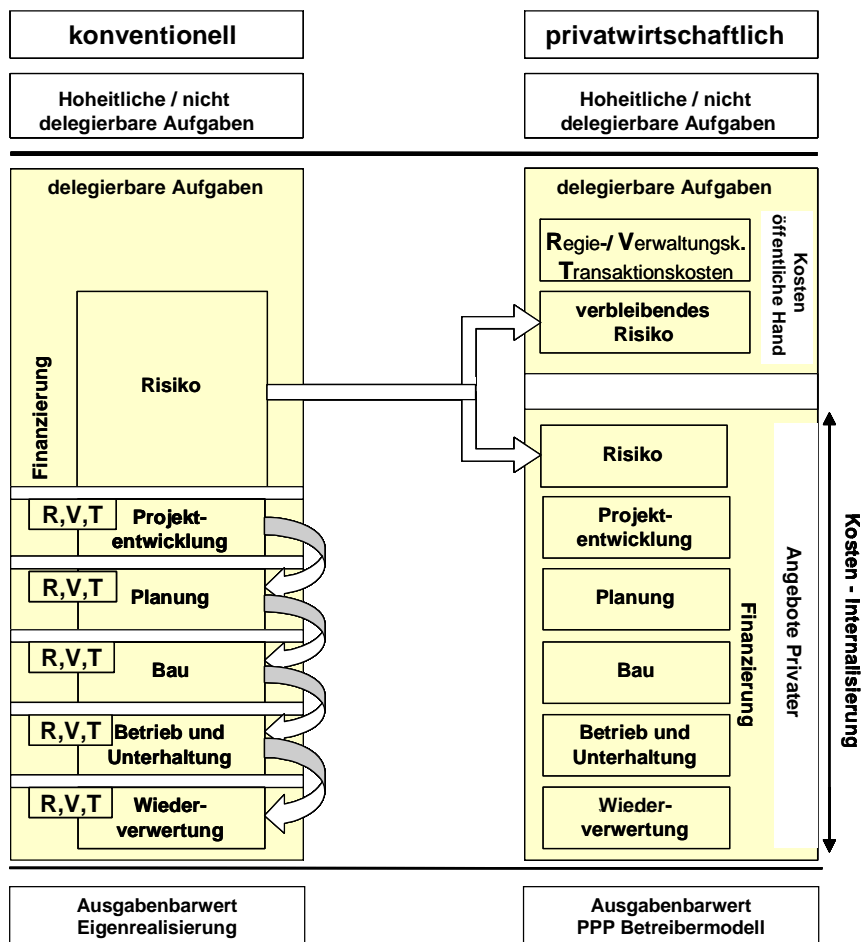 konventionell
Hoheitliche / nicht
delegierbare Aufgaben
delegierbare Aufgaben
Finanzierung
Risiko
R,V,T
Projekt-
entwicklung
R,V,T
Planung
R,V,T
Bau
R,V,T
Betrieb und
Unterhaltung
R,V,T
Wieder-
verwertung
Ausgabenbarwert
Eigenrealisierung
privatwirtschaftlich
Hoheitliche / nicht
delegierbare Aufgaben
delegierbare Aufgaben
Regie-/ Verwaltungsk.
Transaktionskosten
verbleibendes
Risiko
Kosten
öffentliche Hand
Risiko
Projekt-
entwicklung
Planung
Bau
Betrieb und
Unterhaltung
Wieder-
verwertung
Finanzierung
Angebote Privater
Kosten - Internalisierung
Ausgabenbarwert
PPP Betreibermodell